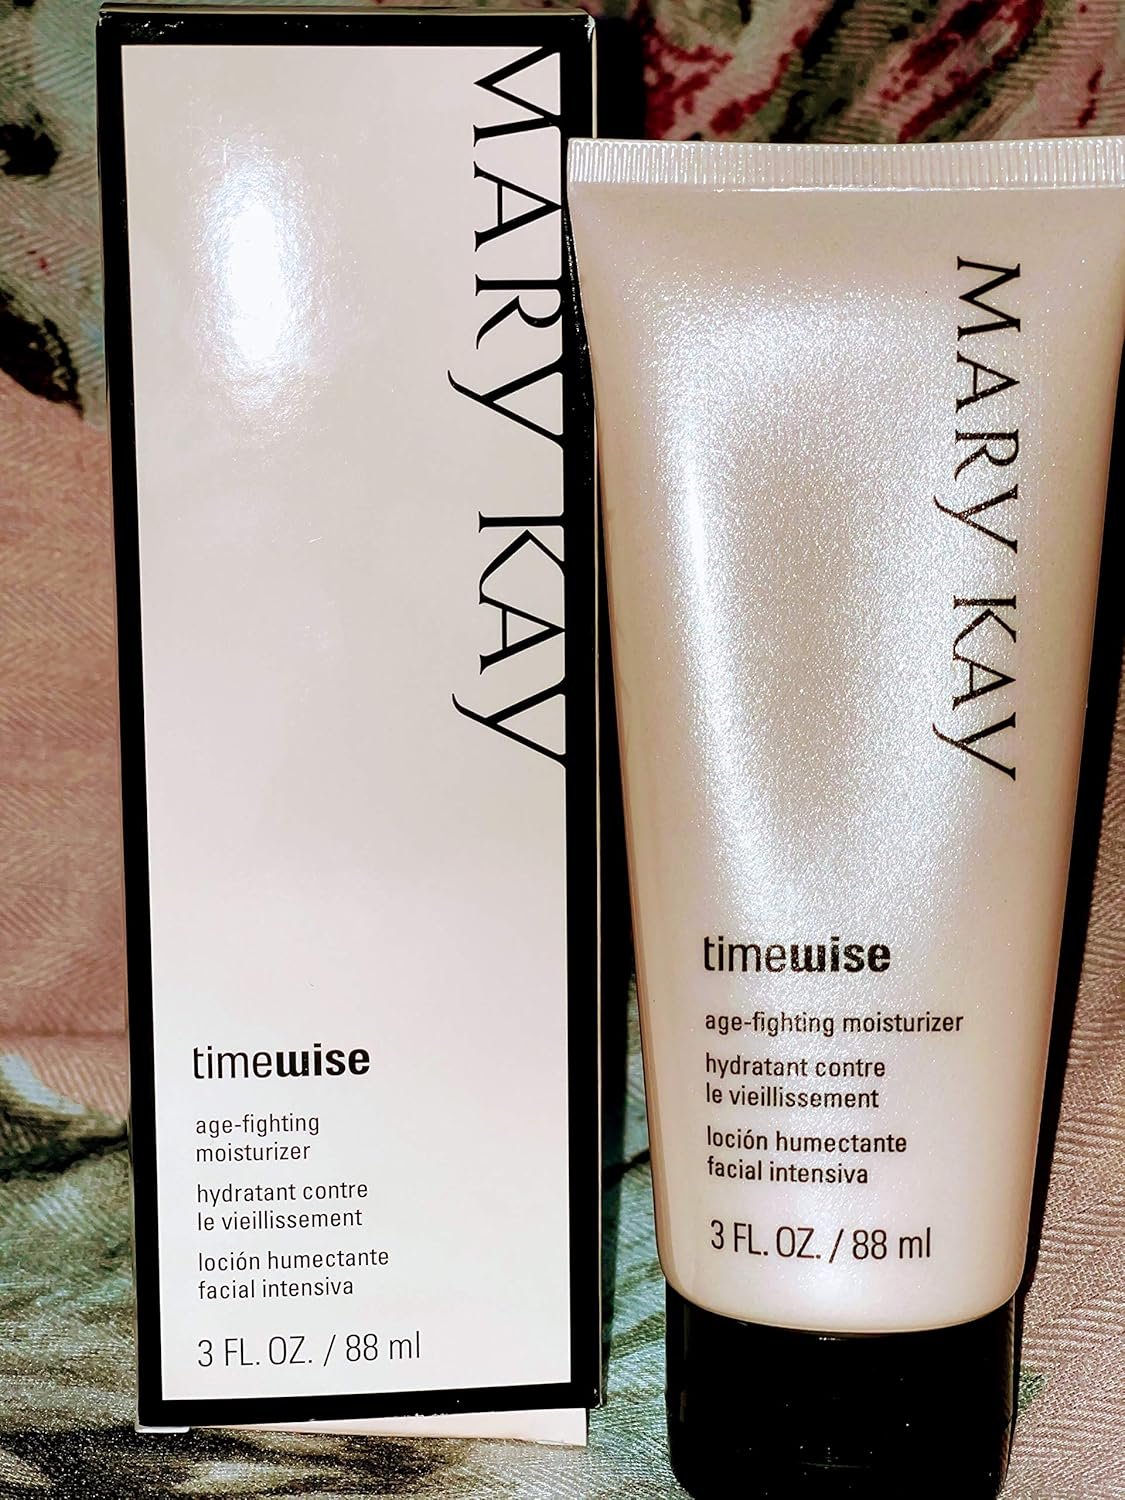 MARY KAY
timewise
age-fighting
moisturizer
hydratant contre
le vieillissement
loción humectante
facial intensiva
3 FL. OZ. / 88 ml
MARY KAY
timewise
age-fighting moisturizer
hydratant contre
le vieillissement
loción humectante
facial intensiva
3 FL. OZ. / 88 ml